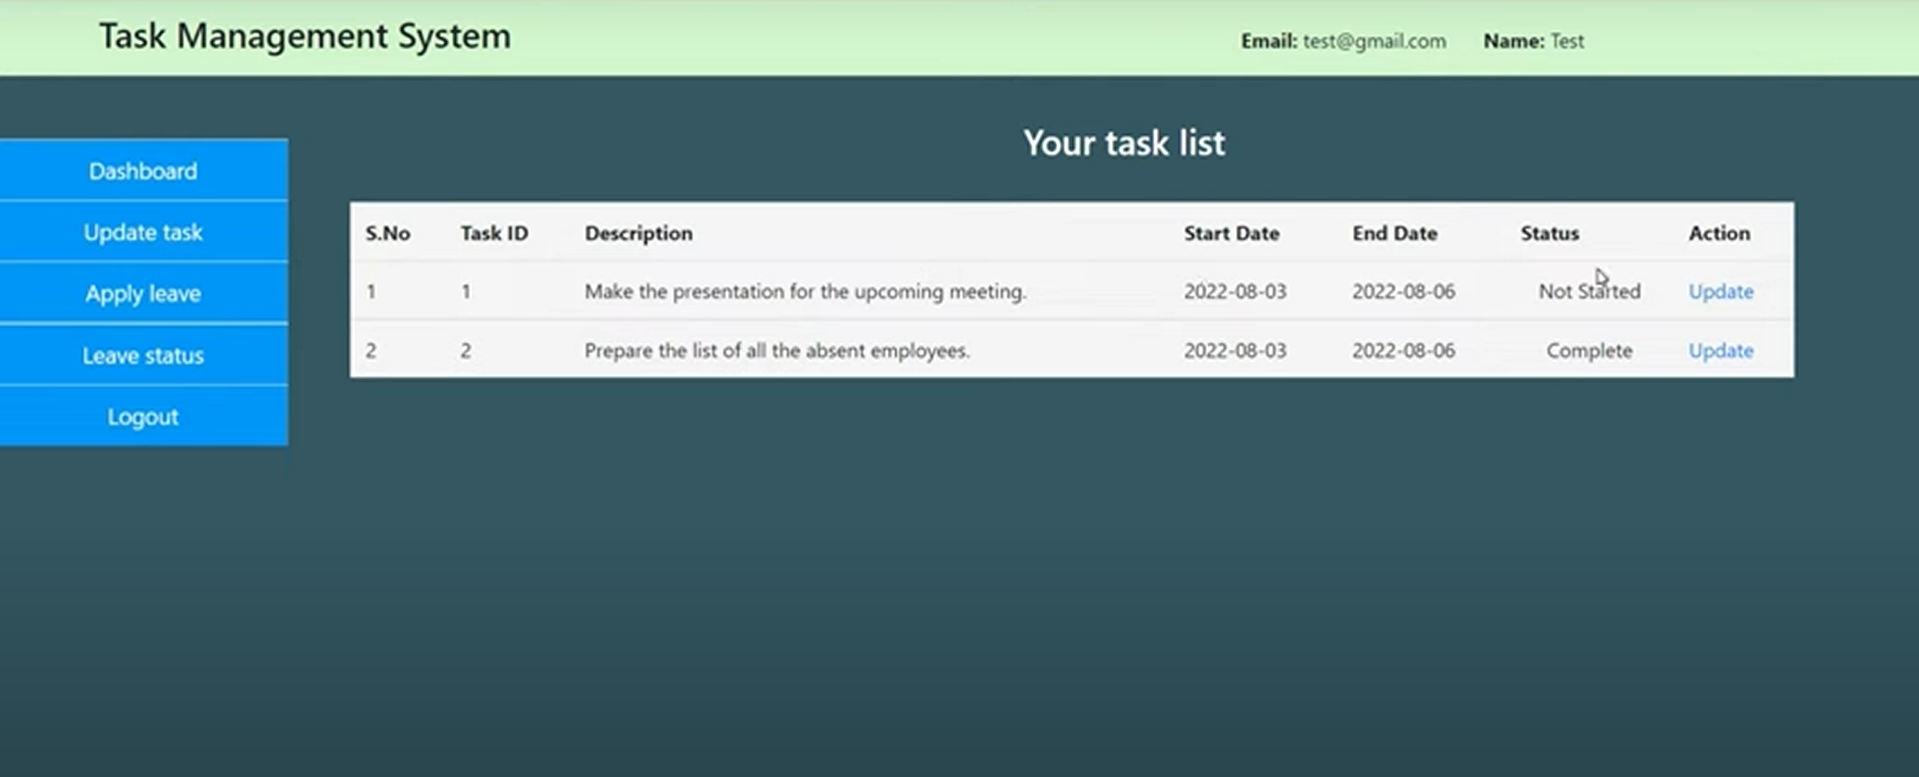 Task Management System
Email: test@gmail.com Name: Test
Dashboard
Update task
Apply leave
Leave status
Logout
Your task list
S.No Task ID Description Start Date End Date Status Action
1 1 Make the presentation for the upcoming meeting. 2022-08-03 2022-08-06 Not Started Update
2 2 Prepare the list of all the absent employees. 2022-08-03 2022-08-06 Complete Update